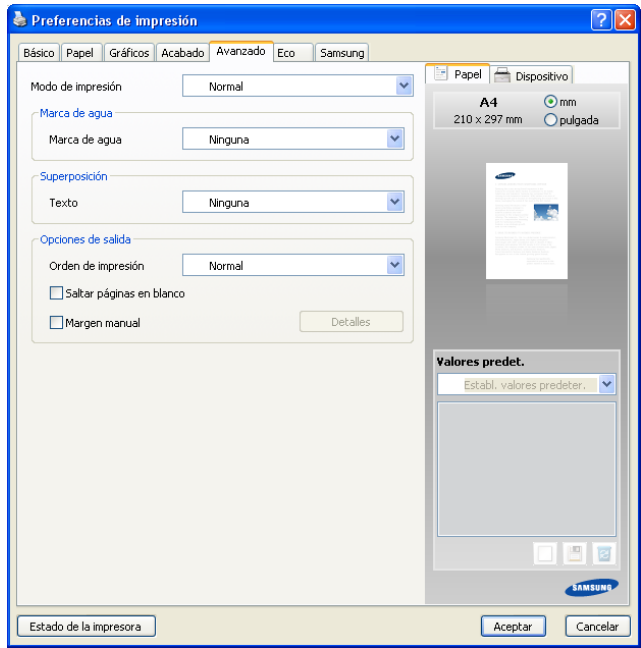 Preferencias de impresión
Básico Papel Gráficos Acabado Avanzado Eco Samsung
Modo de impresión Normal
Marca de agua
Marca de agua Ninguna
Superposición
Texto Ninguna
Opciones de salida
Orden de impresión Normal
Saltar páginas en blanco
Margen manual Detalles
Papel Dispositivo
A4 mm
210 x 297 mm pulgada
Valores predet.
Establ. valores predeter.
SAMSUNG
Estado de la impresora Aceptar Cancelar